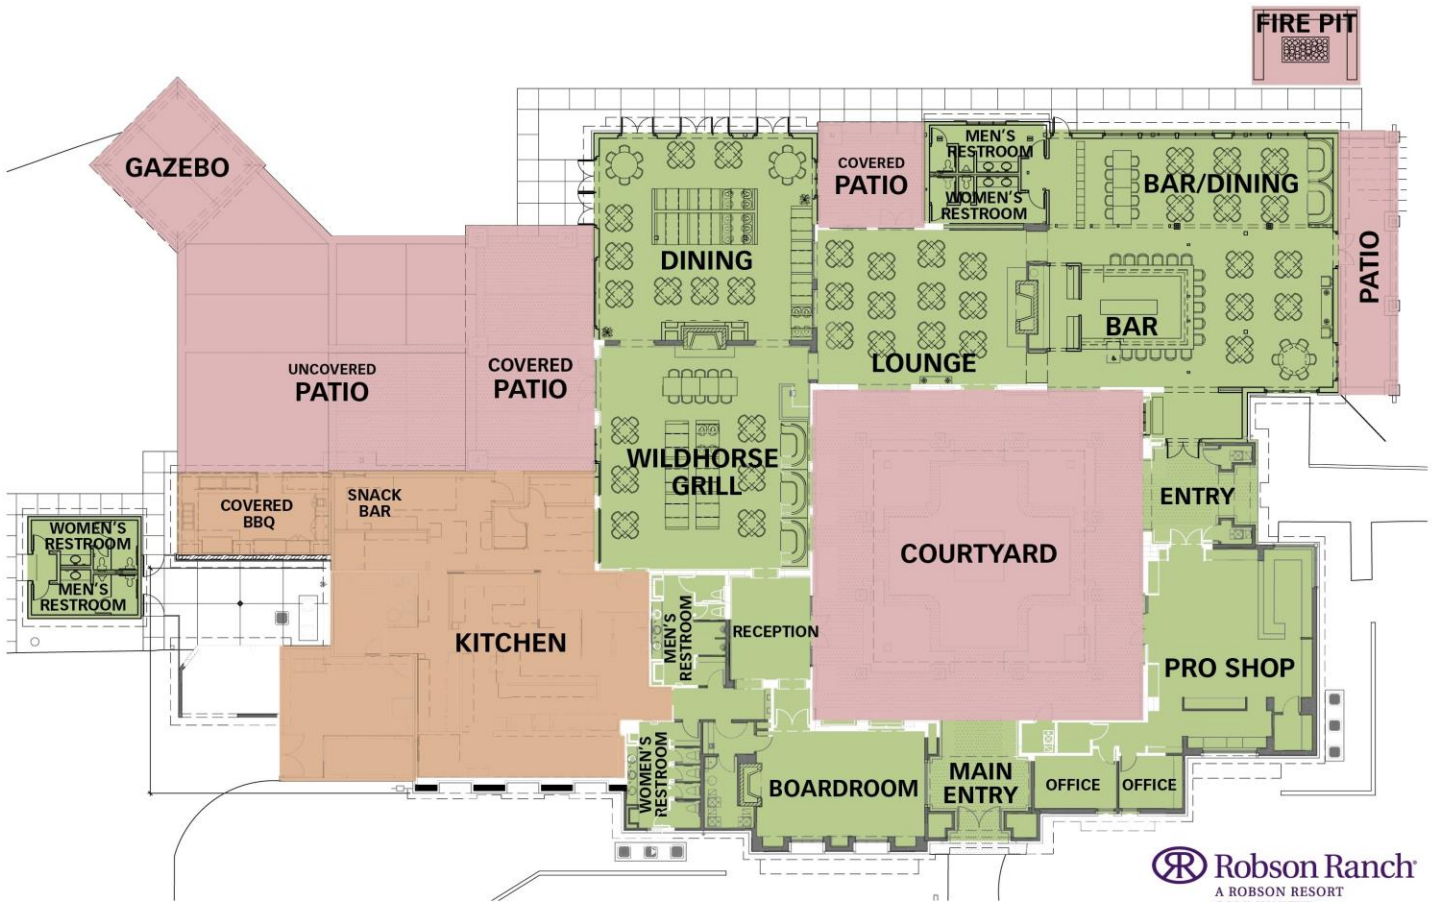 FIRE PIT
GAZEBO
COVERED
PATIO
MEN'S
RESTROOM
WOMEN'S
RESTROOM
BAR/DINING
DINING
PATIO
BAR
LOUNGE
UNCOVERED
PATIO
COVERED
PATIO
WILDHORSE
GRILL
COVERED
BBQ
SNACK
BAR
ENTRY
WOMEN'S
RESTROOM
MEN'S
RESTROOM
COURTYARD
KITCHEN
MEN'S
RESTROOM
RECEPTION
PRO SHOP
WOMEN'S
RESTROOM
BOARDROOM
MAIN
ENTRY
OFFICE
OFFICE
RR Robson Ranch
A ROBSON RESORT